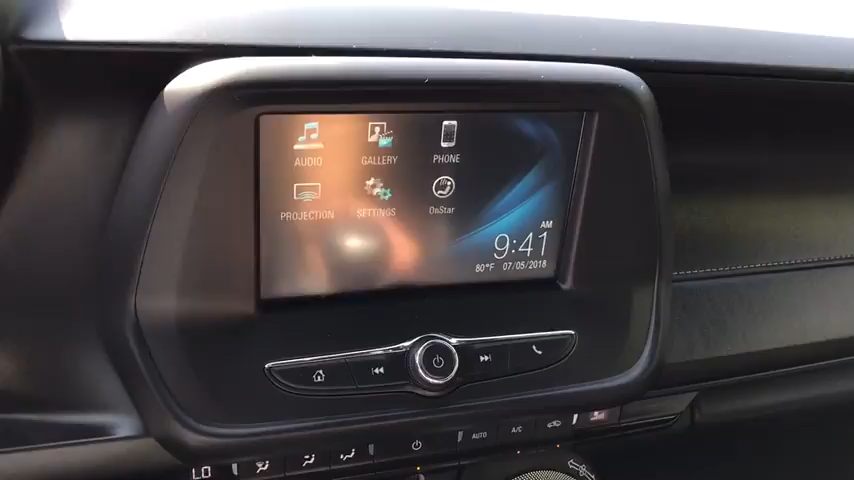 AUDIO GALLERY PHONE
PROJECTION SETTINGS OnStar
AM
9:41
80°F 07/05/2018
AUTO A/C
LO